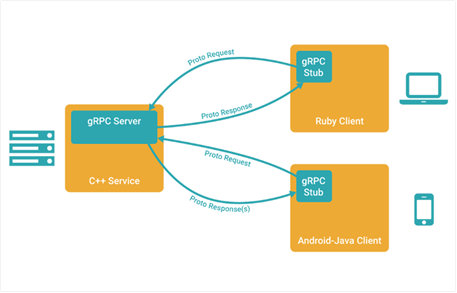 Proto Request
gRPC
Stub
Proto Response
Ruby Client
gRPC Server
C++ Service
Proto Request
gRPC
Stub
Proto Response(s)
Android-Java Client